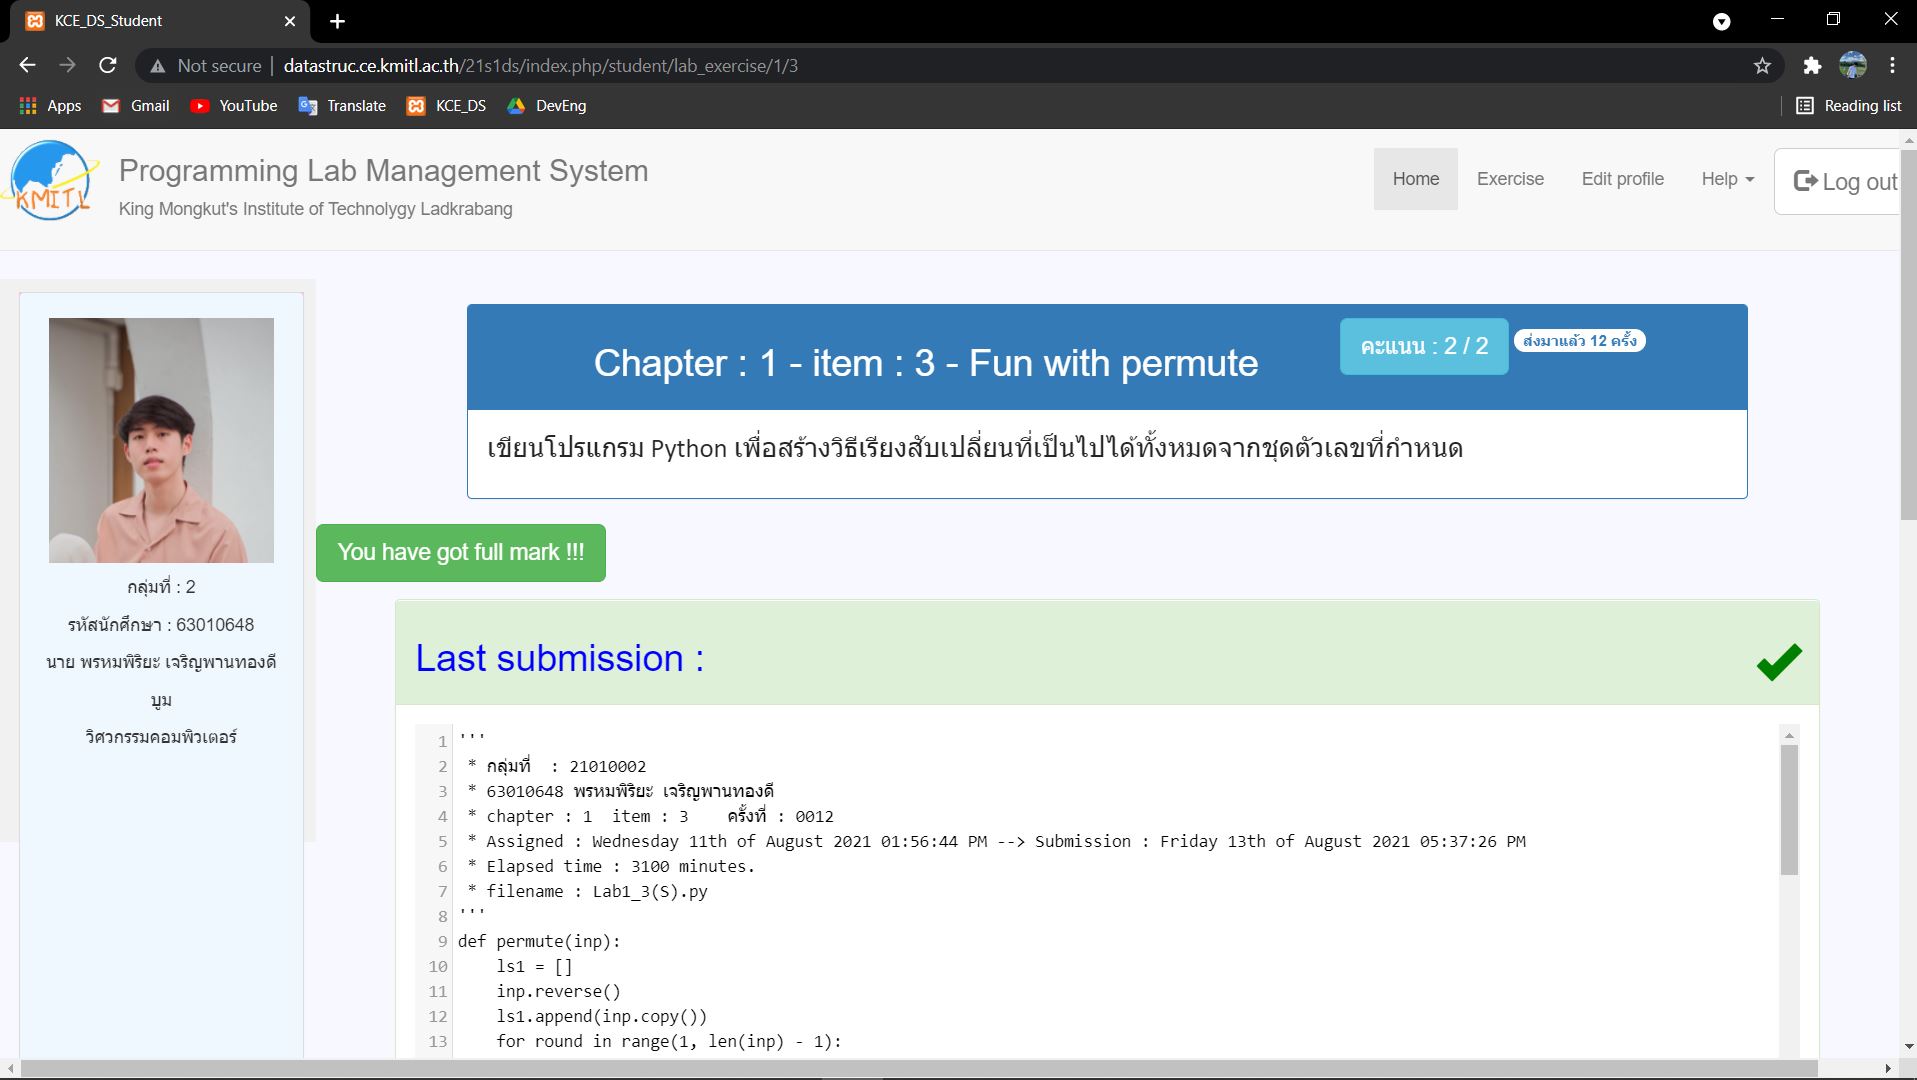 KCE_DS_Student
Not secure
datastruc.ce.kmitl.ac.th/21s1ds/index.php/student/lab_exercise/1/3
Apps
Gmail
YouTube
Translate
KCE_DS
DevEng
Reading list
KMITL
Programming Lab Management System
King Mongkut's Institute of Technolygy Ladkrabang
Home
Exercise
Edit profile
Help
Log out
Chapter : 1 - item : 3 - Fun with permute
คะแนน : 2 / 2
ส่งมาแล้ว 12 ครั้ง
เขียนโปรแกรม Python เพื่อสร้างวิธีเรียงสับเปลี่ยนที่เป็นไปได้ทั้งหมดจากชุดตัวเลขที่กำหนด
You have got full mark !!!
กลุ่มที่ : 2
รหัสนักศึกษา : 63010648
นาย พรหมพิริยะ เจริญพานทองดี
บูม
วิศวกรรมคอมพิวเตอร์
Last submission :
1 '''
2 * กลุ่มที่ : 21010002
3 * 63010648 พรหมพิริยะ เจริญพานทองดี
4 * chapter : 1 item : 3 ครั้งที่ : 0012
5 * Assigned : Wednesday 11th of August 2021 01:56:44 PM --> Submission : Friday 13th of August 2021 05:37:26 PM
6 * Elapsed time : 3100 minutes.
7 * filename : Lab1_3(S).py
8 '''
9 def permute(inp):
10 ls1 = []
11 inp.reverse()
12 ls1.append(inp.copy())
13 for round in range(1, len(inp) - 1):